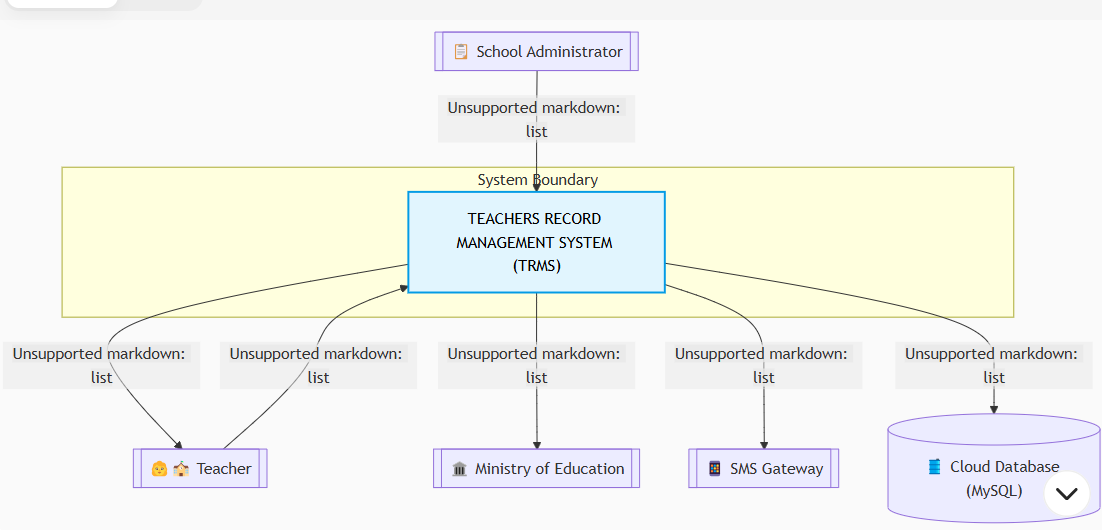 School Administrator
Unsupported markdown:
list
System Boundary
TEACHERS RECORD
MANAGEMENT SYSTEM
(TRMS)
Unsupported markdown:
list
Unsupported markdown:
list
Unsupported markdown:
list
Unsupported markdown:
list
Unsupported markdown:
list
Teacher
Ministry of Education
SMS Gateway
Cloud Database
(MySQL)